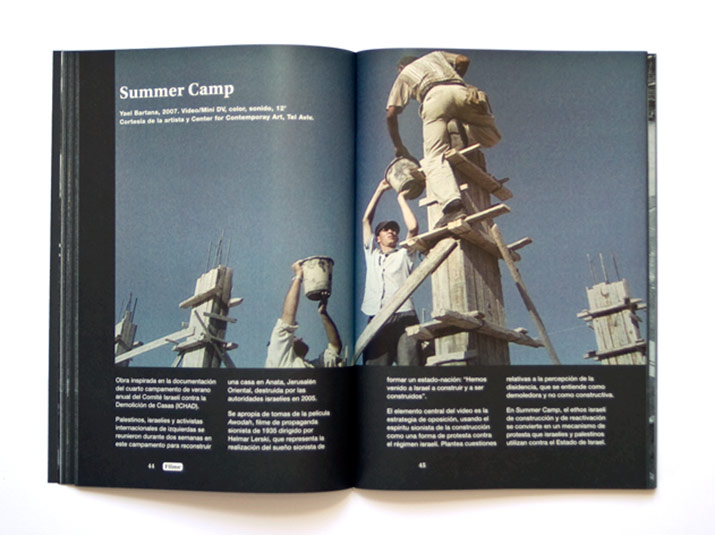 Summer Camp
Yael Bartana, 2007. Video/Mini DV, color, sonido, 12'
Cortesía de la artista y Center for Contemporay Art, Tel Aviv.
Obra inspirada en la documentación
del cuarto campamento de verano
anual del Comité Israelí contra la
Demolición de Casas (ICHAD).
Palestinos, israelíes y activistas
internacionales de izquierdas se
reunieron durante dos semanas en
este campamento para reconstruir
una casa en Anata, Jerusalén
Oriental, destruida por las
autoridades israelíes en 2005.
Se apropia de tomas de la película
Awodah, filme de propaganda
sionista de 1935 dirigido por
Helmar Lerski, que representa la
realización del sueño sionista de
44 Filme
formar un estado-nación: "Hemos
venido a Israel a construir y a ser
construidos".
El elemento central del vídeo es la
estrategia de oposición, usando el
espíritu sionista de la construcción
como una forma de protesta contra
el régimen israelí. Plantea cuestiones
relativas a la percepción de la
disidencia, que se entiende como
demoledora y no como constructiva.
En Summer Camp, el ethos israelí
de construcción y de reactivación
se convierte en un mecanismo de
protesta que israelíes y palestinos
utilizan contra el Estado de Israel.
45